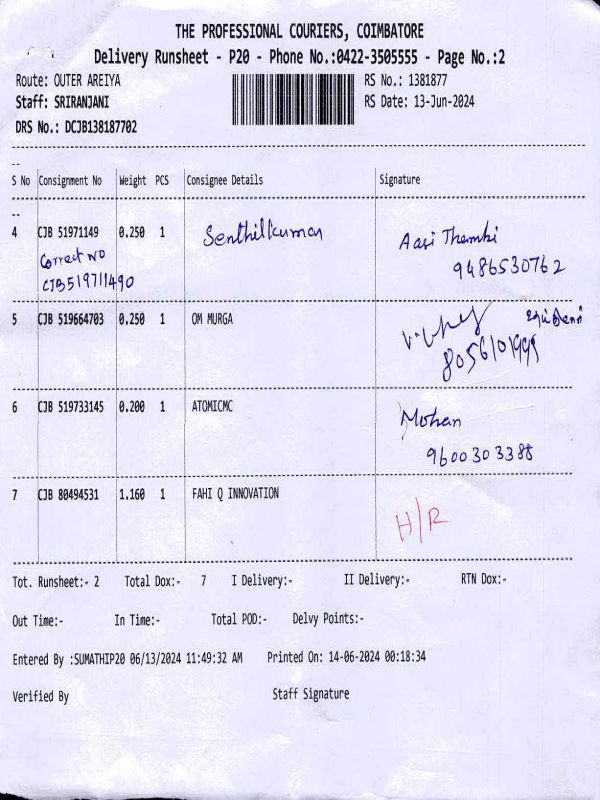 THE PROFESSIONAL COURIERS, COIMBATORE
Delivery Runsheet - P20 - Phone No.:0422-3505555 - Page No.:2
Route: OUTER AREIYA RS No.: 1381877
Staff: SRIRANJANI RS Date: 13-Jun-2024
DRS No.: DCJB138187702
S No Consignment No Weight PCS Consignee Details Signature
4 CJB 51971149 0.250 1 Senthilkumar Aasi Thambi
Correct No 9486530762
CJB519711490
5 CJB 519664703 0.250 1 OM MURGA
8056101995
6 CJB 519733145 0.200 1 ATOMICMC Mohan
9600303388
7 CJB 80494531 1.160 1 FAHI Q INNOVATION
H/R
Tot. Runsheet:- 2 Total Dox:- 7 I Delivery:- II Delivery:- RTN Dox:-
Out Time:- In Time:- Total POD:- Delvy Points:-
Entered By :SUMATHIP20 06/13/2024 11:49:32 AM Printed On: 14-06-2024 00:18:34
Verified By Staff Signature